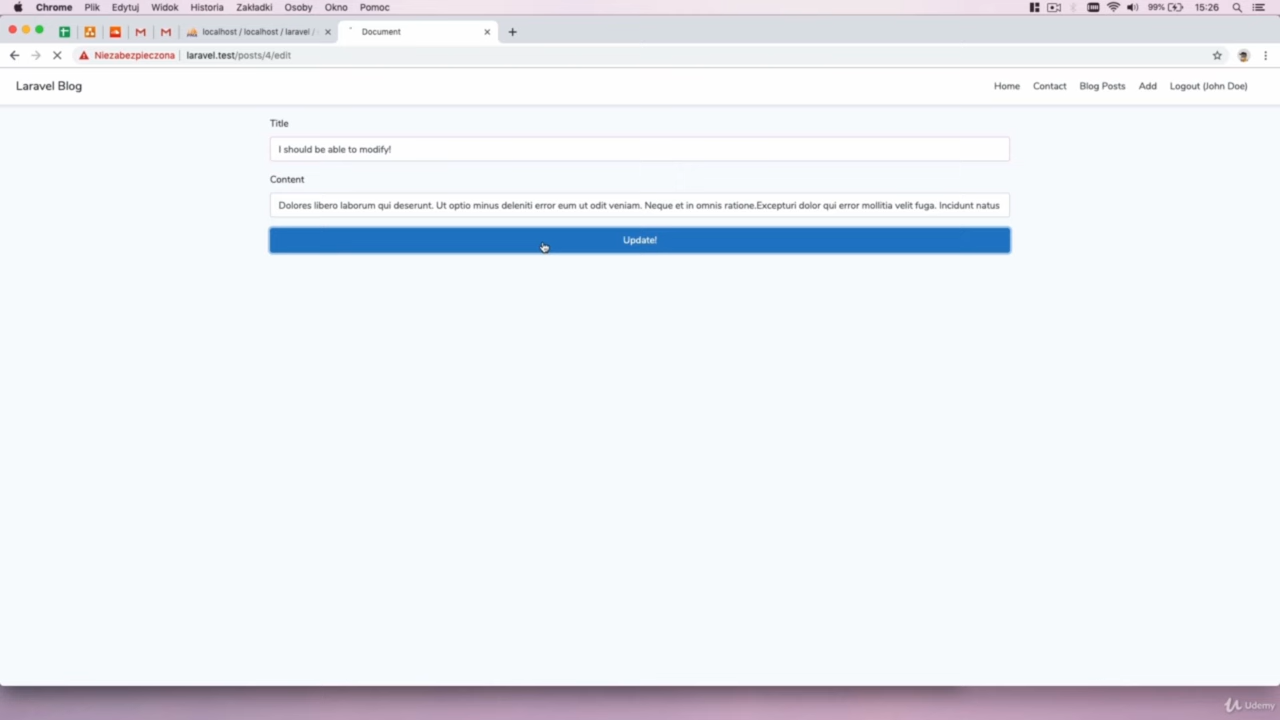 Chrome Plik Edytuj Widok Historia Zakładki Osoby Okno Pomoc 99% 15:26
localhost / localhost / laravel / Document
Niezabezpieczona laravel.test/posts/4/edit
Laravel Blog Home Contact Blog Posts Add Logout (John Doe)
Title
I should be able to modify!
Content
Dolores libero laborum qui deserunt. Ut optio minus deleniti error eum ut odit veniam. Neque et in omnis ratione.Excepturi dolor qui error mollitia velit fuga. Incidunt natus
Update!
Udemy